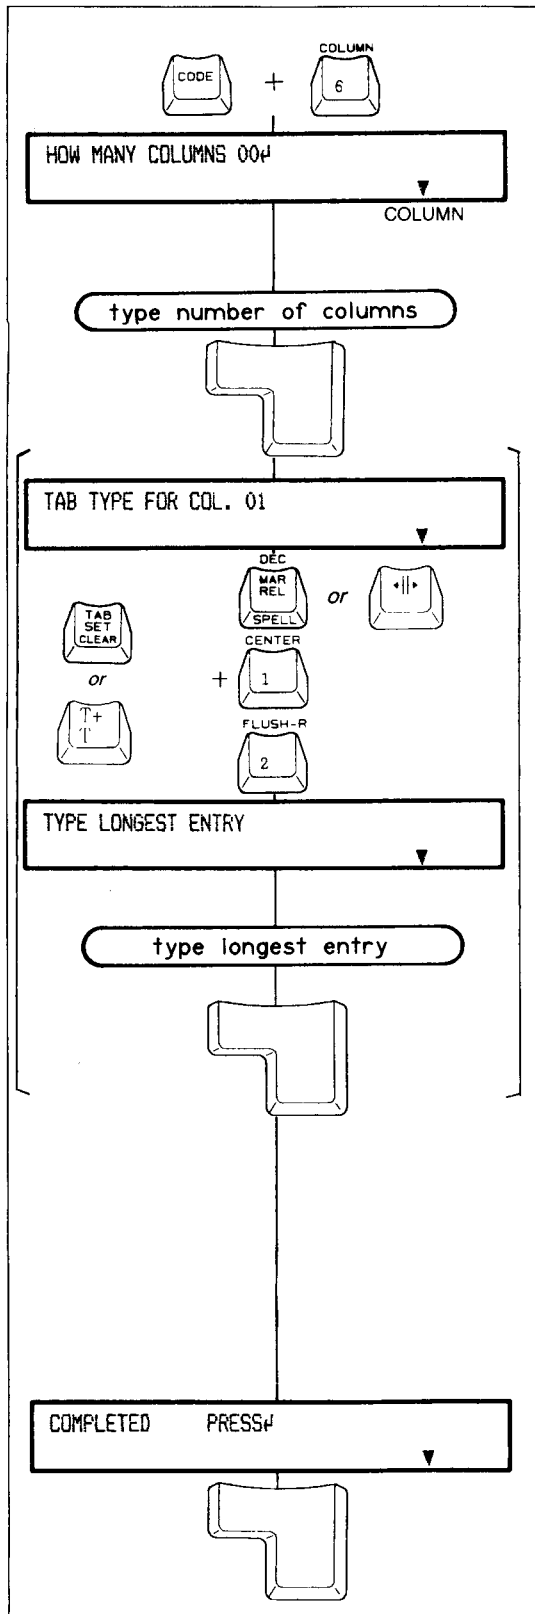 COLUMN
CODE + 6
HOW MANY COLUMNS 00↵
COLUMN
type number of columns
TAB TYPE FOR COL. 01
DEC
MAR
REL
SPELL
or
TAB
SET
CLEAR
or
T+
T
+
CENTER
1
FLUSH-R
2
TYPE LONGEST ENTRY
type longest entry
COMPLETED PRESS↵